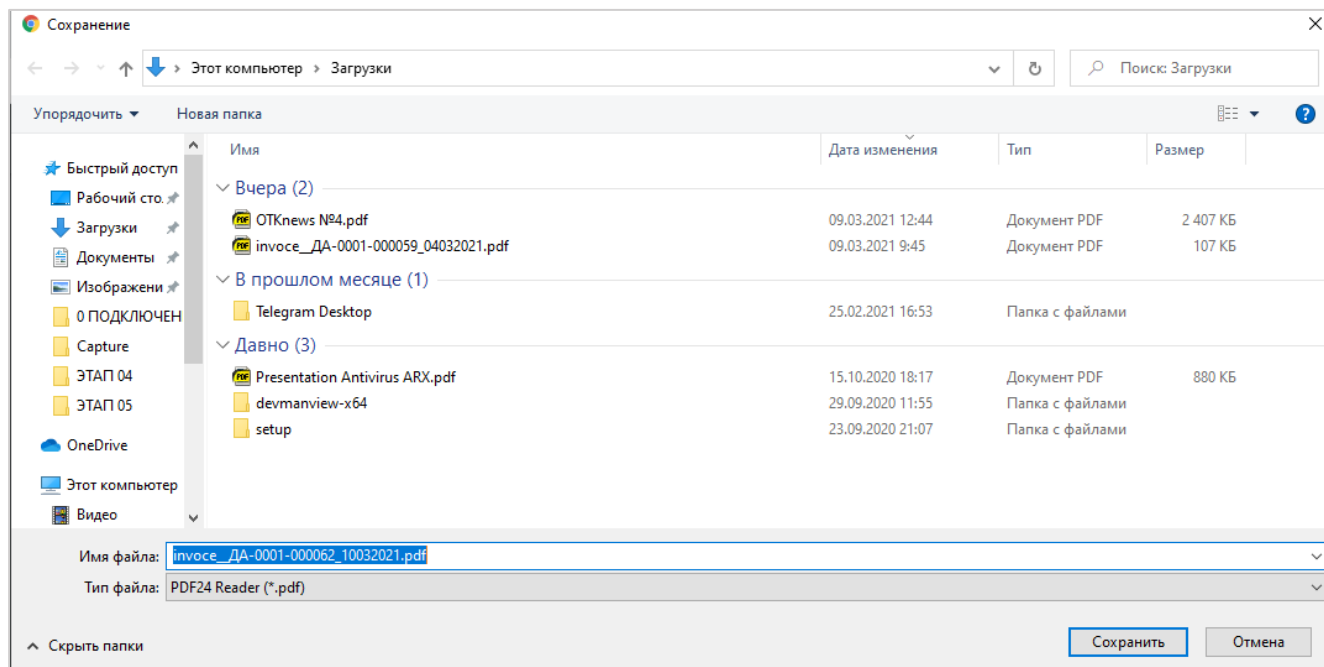 Сохранение
Этот компьютер › Загрузки
Поиск: Загрузки
Упорядочить
Новая папка
Быстрый доступ
Рабочий сто.
Загрузки
Документы
Изображени
0 ПОДКЛЮЧЕН
Capture
ЭТАП 04
ЭТАП 05
OneDrive
Этот компьютер
Видео
Имя Дата изменения Тип Размер
Вчера (2)
OTKnews №4.pdf 09.03.2021 12:44 Документ PDF 2 407 КБ
invoce__ДА-0001-000059_04032021.pdf 09.03.2021 9:45 Документ PDF 107 КБ
В прошлом месяце (1)
Telegram Desktop 25.02.2021 16:53 Папка с файлами
Давно (3)
Presentation Antivirus ARX.pdf 15.10.2020 18:17 Документ PDF 880 КБ
devmanview-x64 29.09.2020 11:55 Папка с файлами
setup 23.09.2020 21:07 Папка с файлами
Имя файла: invoce__ДА-0001-000062_10032021.pdf
Тип файла: PDF24 Reader (*.pdf)
Скрыть папки
Сохранить
Отмена